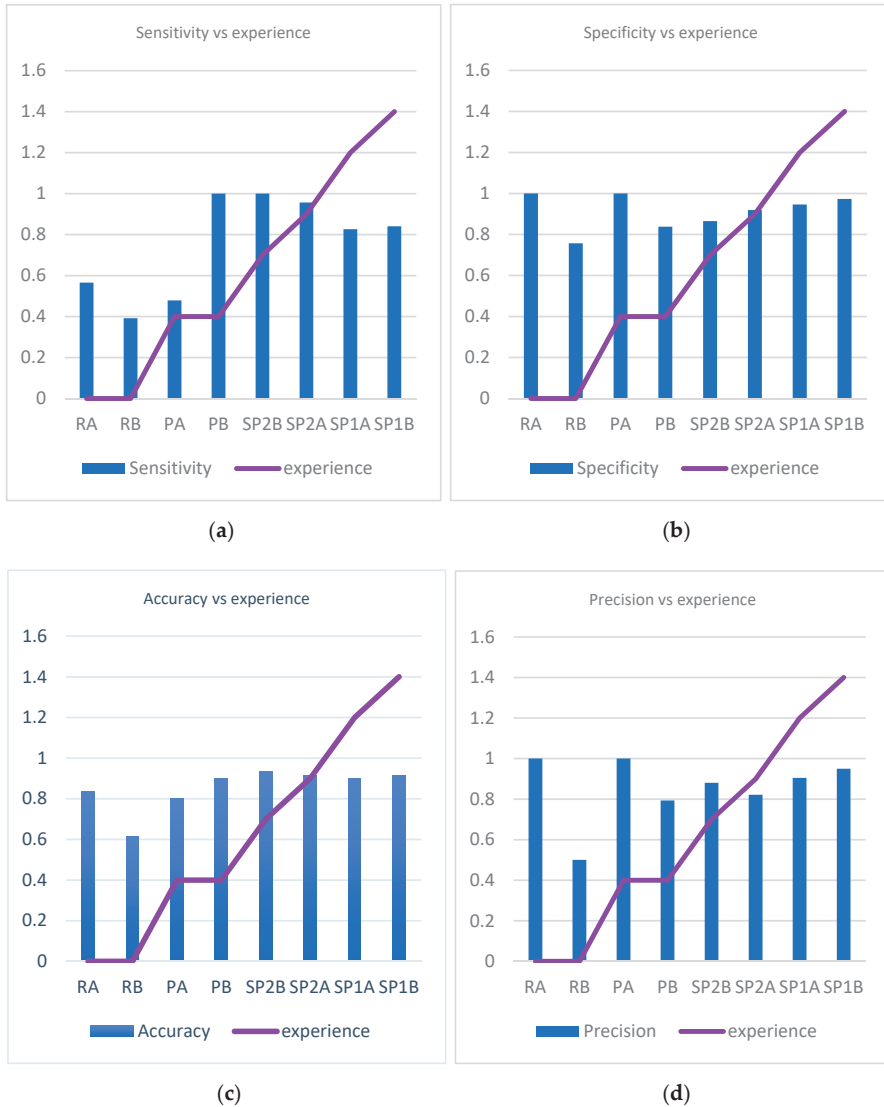 Sensitivity vs experience
1.6
1.4
1.2
1
0.8
0.6
0.4
0.2
0
RA RB PA PB SP2B SP2A SP1A SP1B
Sensitivity experience
(a)
Specificity vs experience
1.6
1.4
1.2
1
0.8
0.6
0.4
0.2
0
RA RB PA PB SP2B SP2A SP1A SP1B
Specificity experience
(b)
Accuracy vs experience
1.6
1.4
1.2
1
0.8
0.6
0.4
0.2
0
RA RB PA PB SP2B SP2A SP1A SP1B
Accuracy experience
(c)
Precision vs experience
1.6
1.4
1.2
1
0.8
0.6
0.4
0.2
0
RA RB PA PB SP2B SP2A SP1A SP1B
Precision experience
(d)